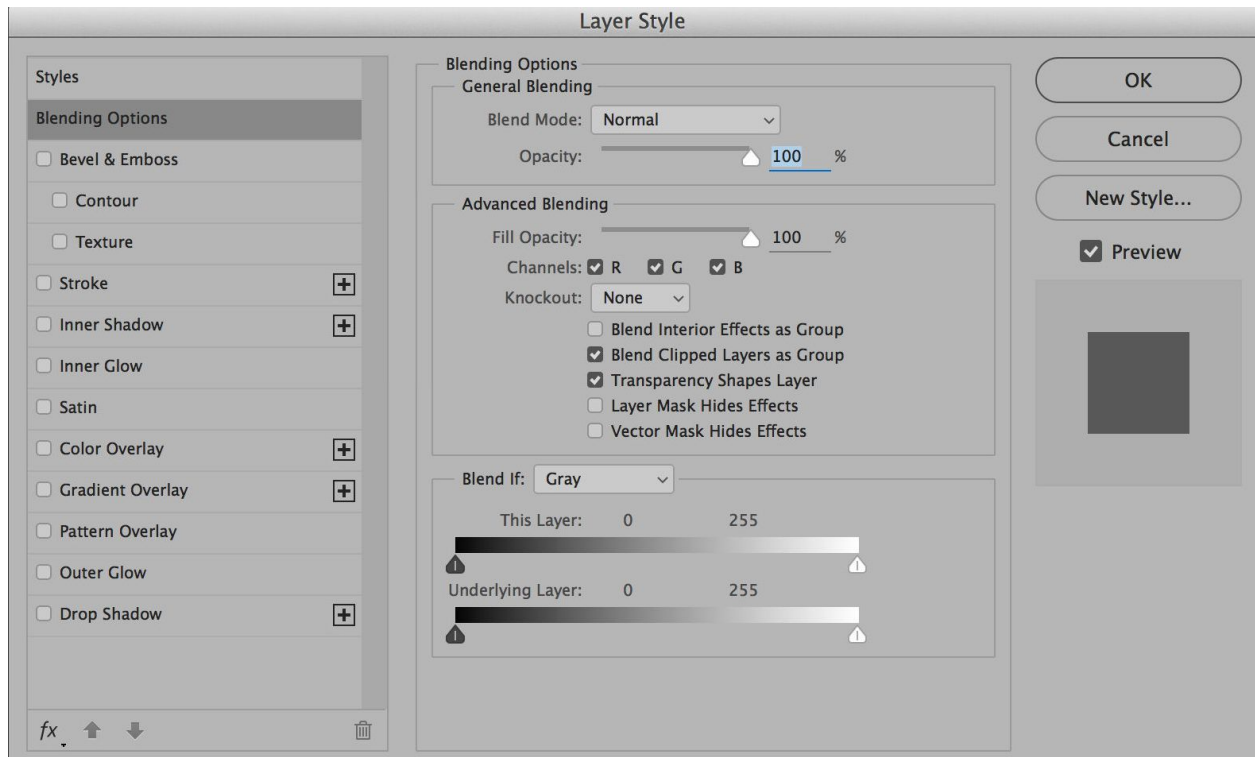 Layer Style
Styles
Blending Options
Bevel & Emboss
Contour
Texture
Stroke
Inner Shadow
Inner Glow
Satin
Color Overlay
Gradient Overlay
Pattern Overlay
Outer Glow
Drop Shadow
fx
Blending Options
General Blending
Blend Mode: Normal
Opacity: 100 %
Advanced Blending
Fill Opacity: 100 %
Channels: R G B
Knockout: None
Blend Interior Effects as Group
Blend Clipped Layers as Group
Transparency Shapes Layer
Layer Mask Hides Effects
Vector Mask Hides Effects
Blend If: Gray
This Layer: 0 255
Underlying Layer: 0 255
OK
Cancel
New Style...
Preview